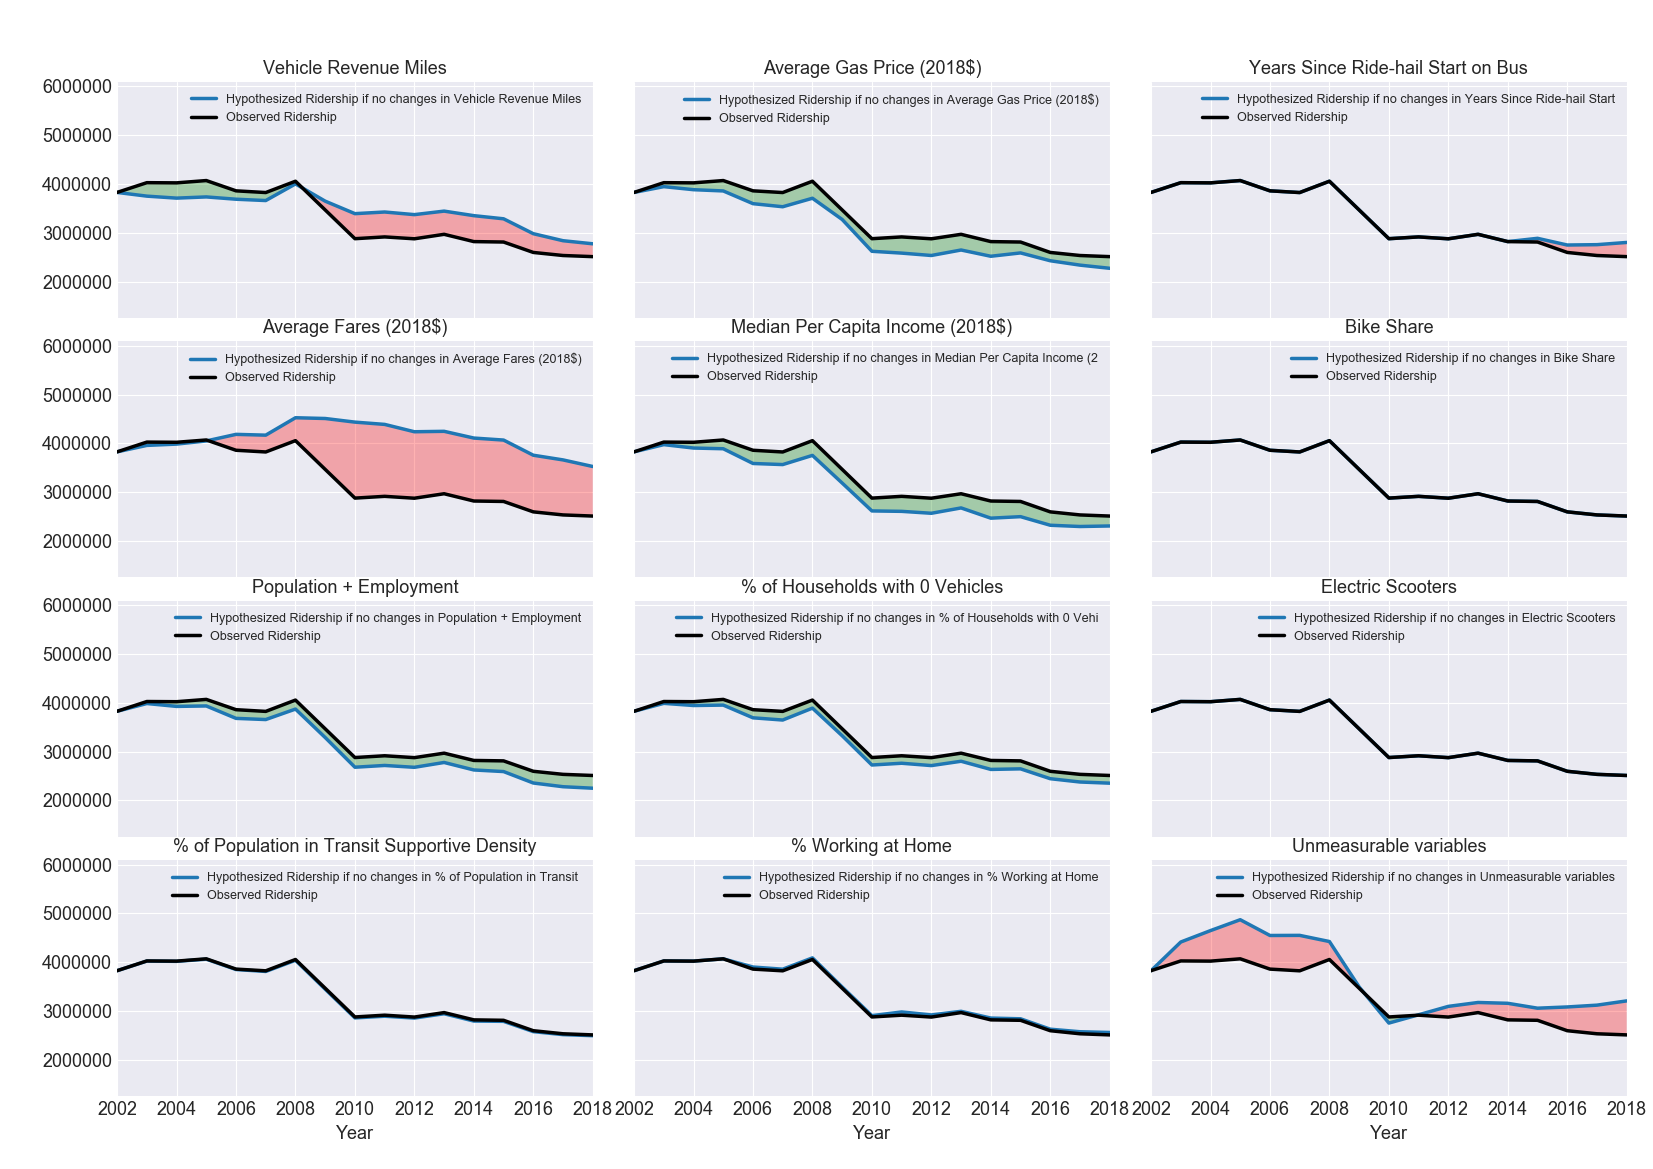 Vehicle Revenue Miles
Hypothesized Ridership if no changes in Vehicle Revenue Miles
Observed Ridership
6000000
5000000
4000000
3000000
2000000
Average Gas Price (2018$)
Hypothesized Ridership if no changes in Average Gas Price (2018$)
Observed Ridership
Years Since Ride-hail Start on Bus
Hypothesized Ridership if no changes in Years Since Ride-hail Start
Observed Ridership
Average Fares (2018$)
Hypothesized Ridership if no changes in Average Fares (2018$)
Observed Ridership
6000000
5000000
4000000
3000000
2000000
Median Per Capita Income (2018$)
Hypothesized Ridership if no changes in Median Per Capita Income (2
Observed Ridership
Bike Share
Hypothesized Ridership if no changes in Bike Share
Observed Ridership
Population + Employment
Hypothesized Ridership if no changes in Population + Employment
Observed Ridership
6000000
5000000
4000000
3000000
2000000
% of Households with 0 Vehicles
Hypothesized Ridership if no changes in % of Households with 0 Vehi
Observed Ridership
Electric Scooters
Hypothesized Ridership if no changes in Electric Scooters
Observed Ridership
% of Population in Transit Supportive Density
Hypothesized Ridership if no changes in % of Population in Transit
Observed Ridership
6000000
5000000
4000000
3000000
2000000
2002 2004 2006 2008 2010 2012 2014 2016 2018
Year
% Working at Home
Hypothesized Ridership if no changes in % Working at Home
Observed Ridership
2002 2004 2006 2008 2010 2012 2014 2016 2018
Year
Unmeasurable variables
Hypothesized Ridership if no changes in Unmeasurable variables
Observed Ridership
2002 2004 2006 2008 2010 2012 2014 2016 2018
Year